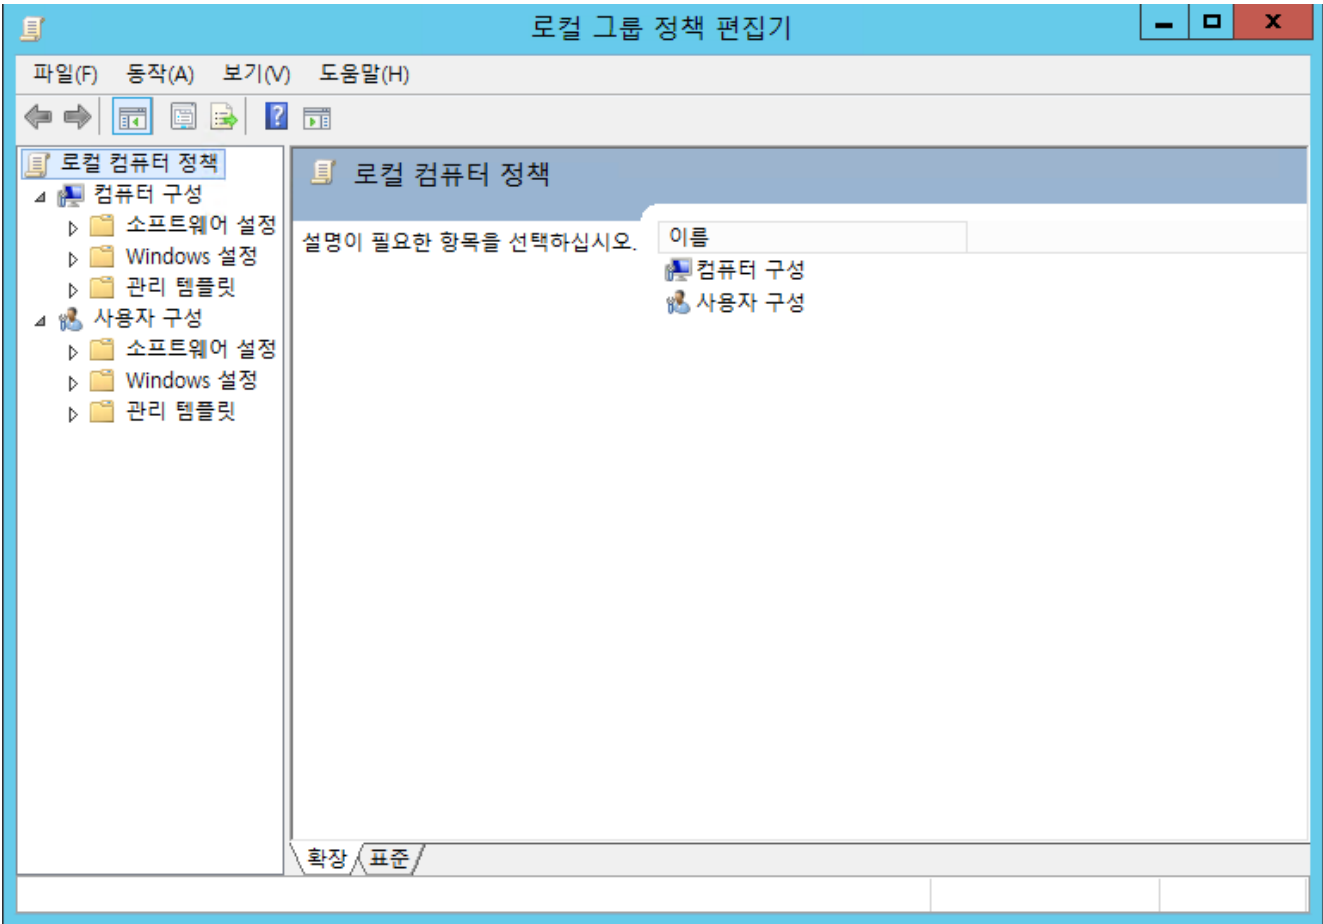 로컬 그룹 정책 편집기
파일(F) 동작(A) 보기(V) 도움말(H)
로컬 컴퓨터 정책
컴퓨터 구성
소프트웨어 설정
Windows 설정
관리 템플릿
사용자 구성
소프트웨어 설정
Windows 설정
관리 템플릿
로컬 컴퓨터 정책
설명이 필요한 항목을 선택하십시오.
이름
컴퓨터 구성
사용자 구성
확장 표준